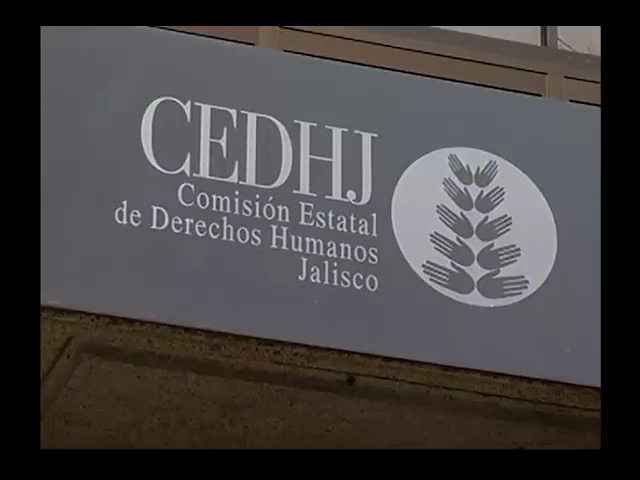 CEDHJ
Comisión Estatal
de Derechos Humanos
Jalisco